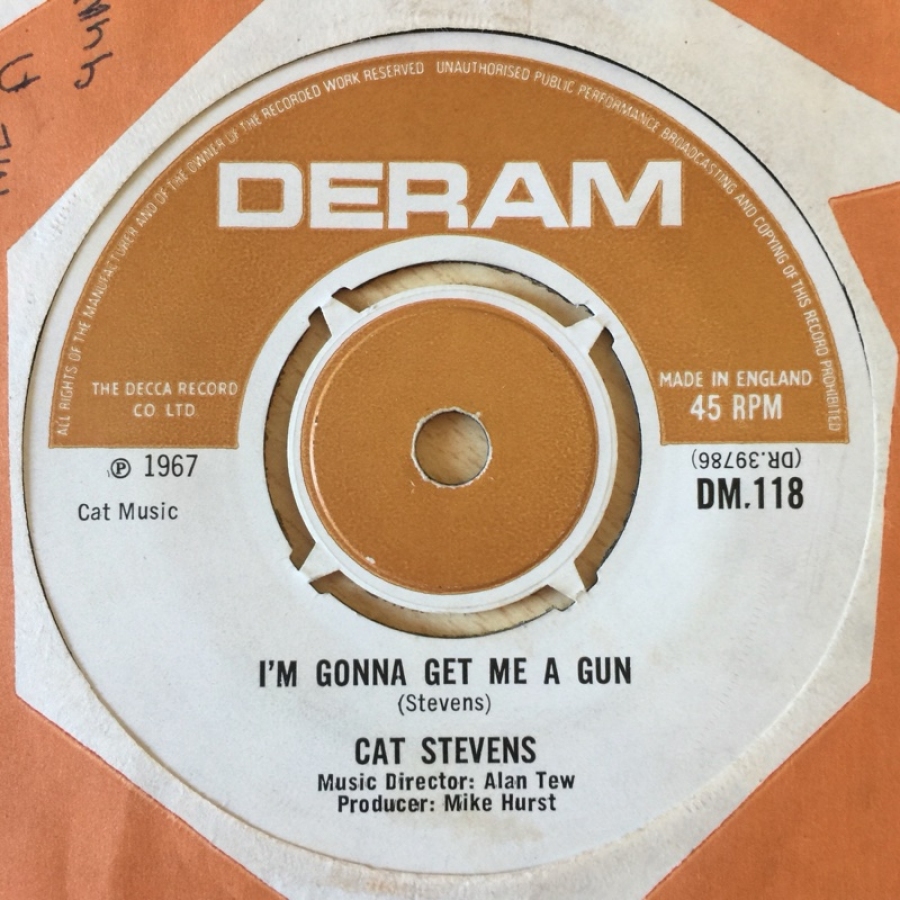 ME A GUN
ALL RIGHTS OF THE MANUFACTURER AND OF THE OWNER OF THE RECORDED WORK RESERVED UNAUTHORISED PUBLIC PERFORMANCE BROADCASTING AND COPYING OF THIS RECORD PROHIBITED
DERAM
THE DECCA RECORD
CO LTD
MADE IN ENGLAND
45 RPM
℗ 1967
Cat Music
(DR.39786)
DM.118
I'M GONNA GET ME A GUN
(Stevens)
CAT STEVENS
Music Director: Alan Tew
Producer: Mike Hurst